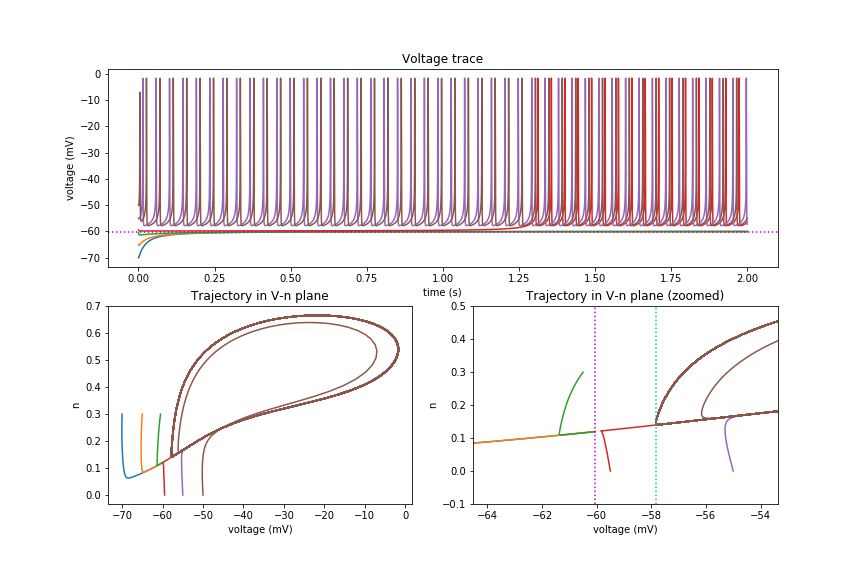 Voltage trace
voltage (mV)
0
−10
−20
−30
−40
−50
−60
−70
0.00 0.25 0.50 0.75 1.00 1.25 1.50 1.75 2.00
time (s)
Trajectory in V-n plane
n
0.7
0.6
0.5
0.4
0.3
0.2
0.1
0.0
−70 −60 −50 −40 −30 −20 −10 0
voltage (mV)
Trajectory in V-n plane (zoomed)
n
0.5
0.4
0.3
0.2
0.1
0.0
−0.1
−64 −62 −60 −58 −56 −54
voltage (mV)